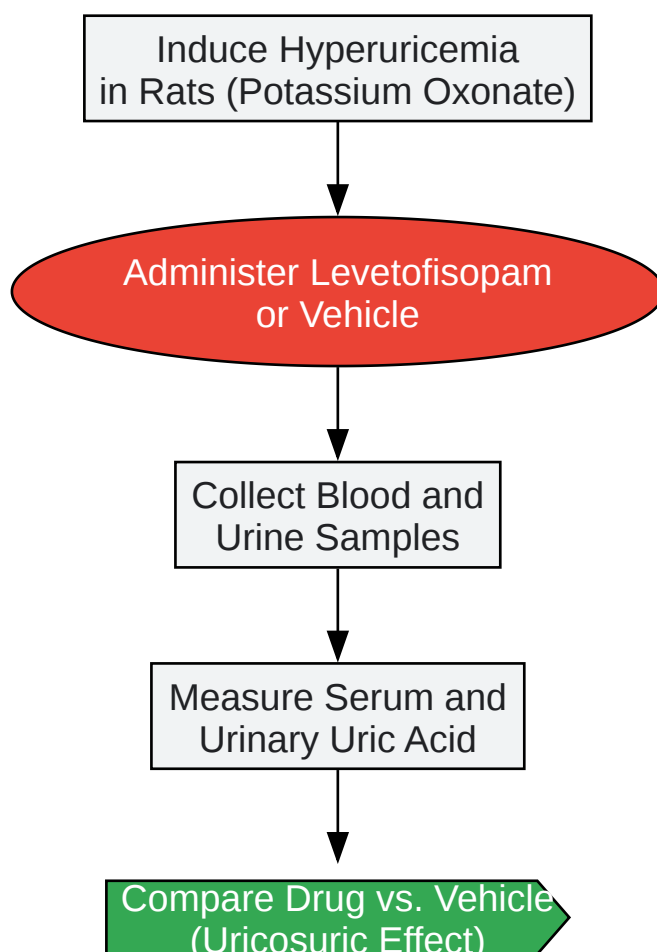 Induce Hyperuricemia
in Rats (Potassium Oxonate)
Administer Levetofisopam
or Vehicle
Collect Blood and
Urine Samples
Measure Serum and
Urinary Uric Acid
Compare Drug vs. Vehicle
(Uricosuric Effect)